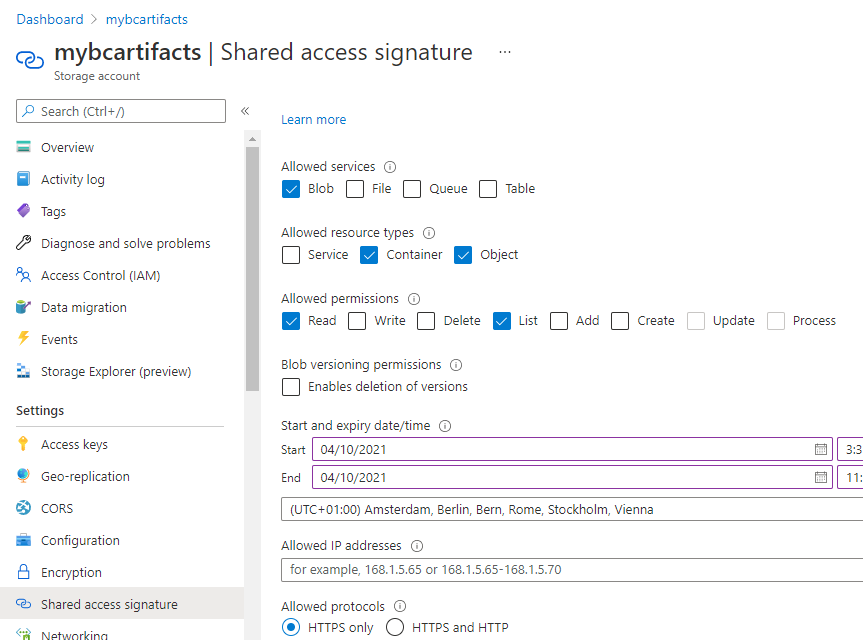 Dashboard > mybcartifacts
mybcartifacts | Shared access signature ...
Storage account
Search (Ctrl+/) «
Overview
Activity log
Tags
Diagnose and solve problems
Access Control (IAM)
Data migration
Events
Storage Explorer (preview)
Settings
Access keys
Geo-replication
CORS
Configuration
Encryption
Shared access signature
Networking
Learn more
Allowed services
Blob File Queue Table
Allowed resource types
Service Container Object
Allowed permissions
Read Write Delete List Add Create Update Process
Blob versioning permissions
Enables deletion of versions
Start and expiry date/time
Start 04/10/2021 3:3
End 04/10/2021 11:
(UTC+01:00) Amsterdam, Berlin, Bern, Rome, Stockholm, Vienna
Allowed IP addresses
for example, 168.1.5.65 or 168.1.5.65-168.1.5.70
Allowed protocols
HTTPS only HTTPS and HTTP